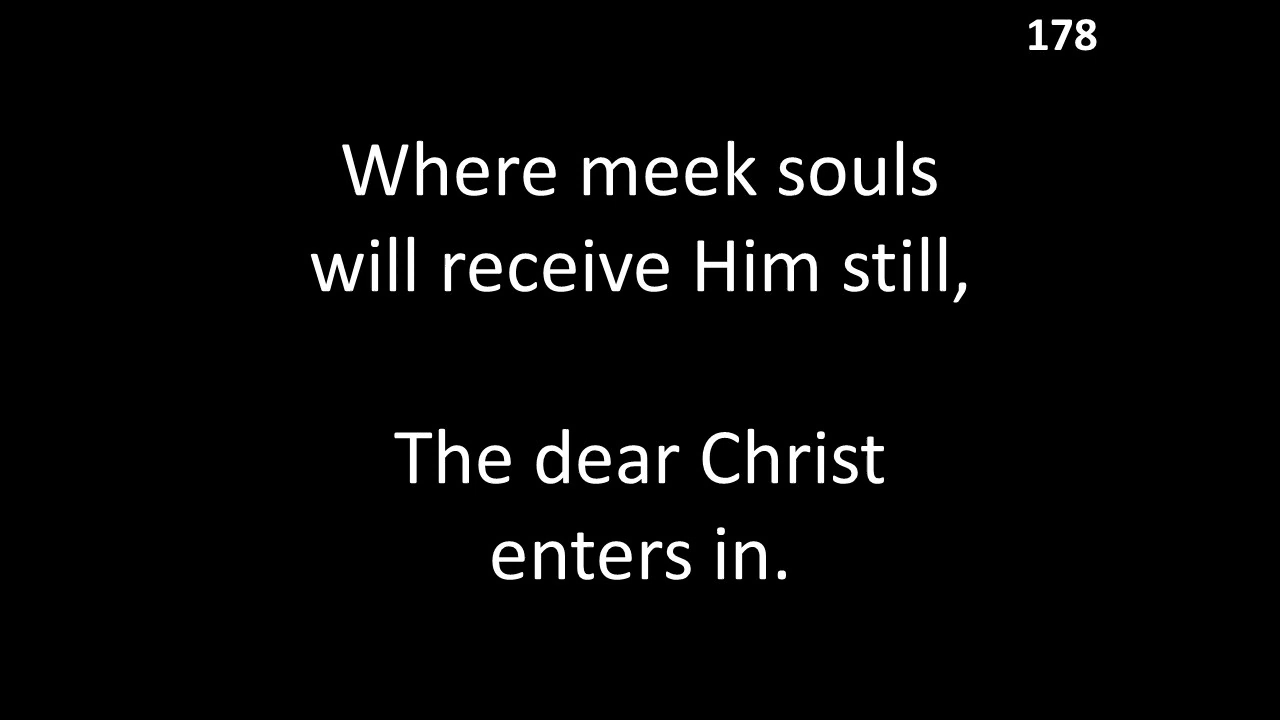 178
Where meek souls
will receive Him still,
The dear Christ
enters in.